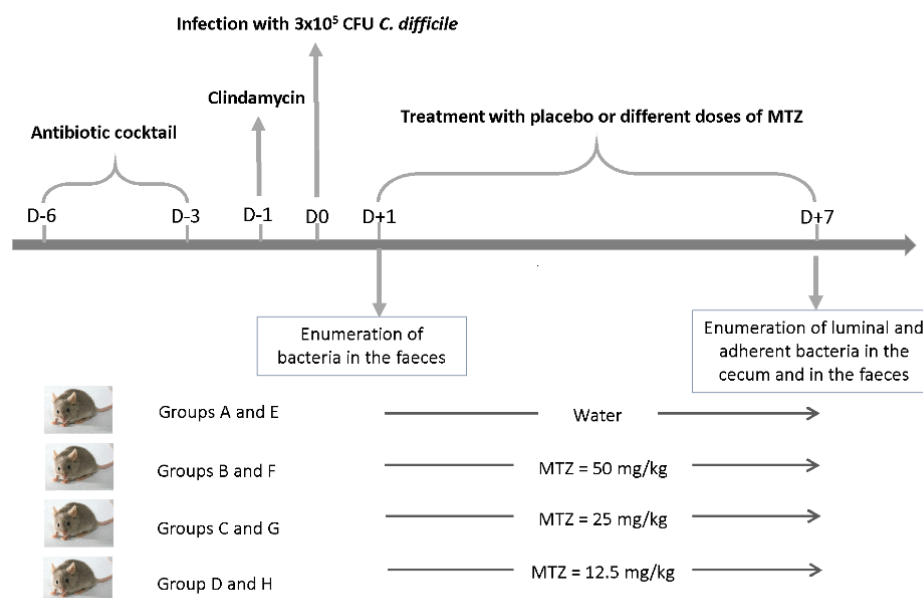 Infection with 3x10⁵ CFU C. difficile
Clindamycin
Antibiotic cocktail
Treatment with placebo or different doses of MTZ
D-6
D-3
D-1
D0
D+1
D+7
Enumeration of
bacteria in the faeces
Enumeration of luminal and
adherent bacteria in the
cecum and in the faeces
Groups A and E
Water
Groups B and F
MTZ = 50 mg/kg
Groups C and G
MTZ = 25 mg/kg
Group D and H
MTZ = 12.5 mg/kg